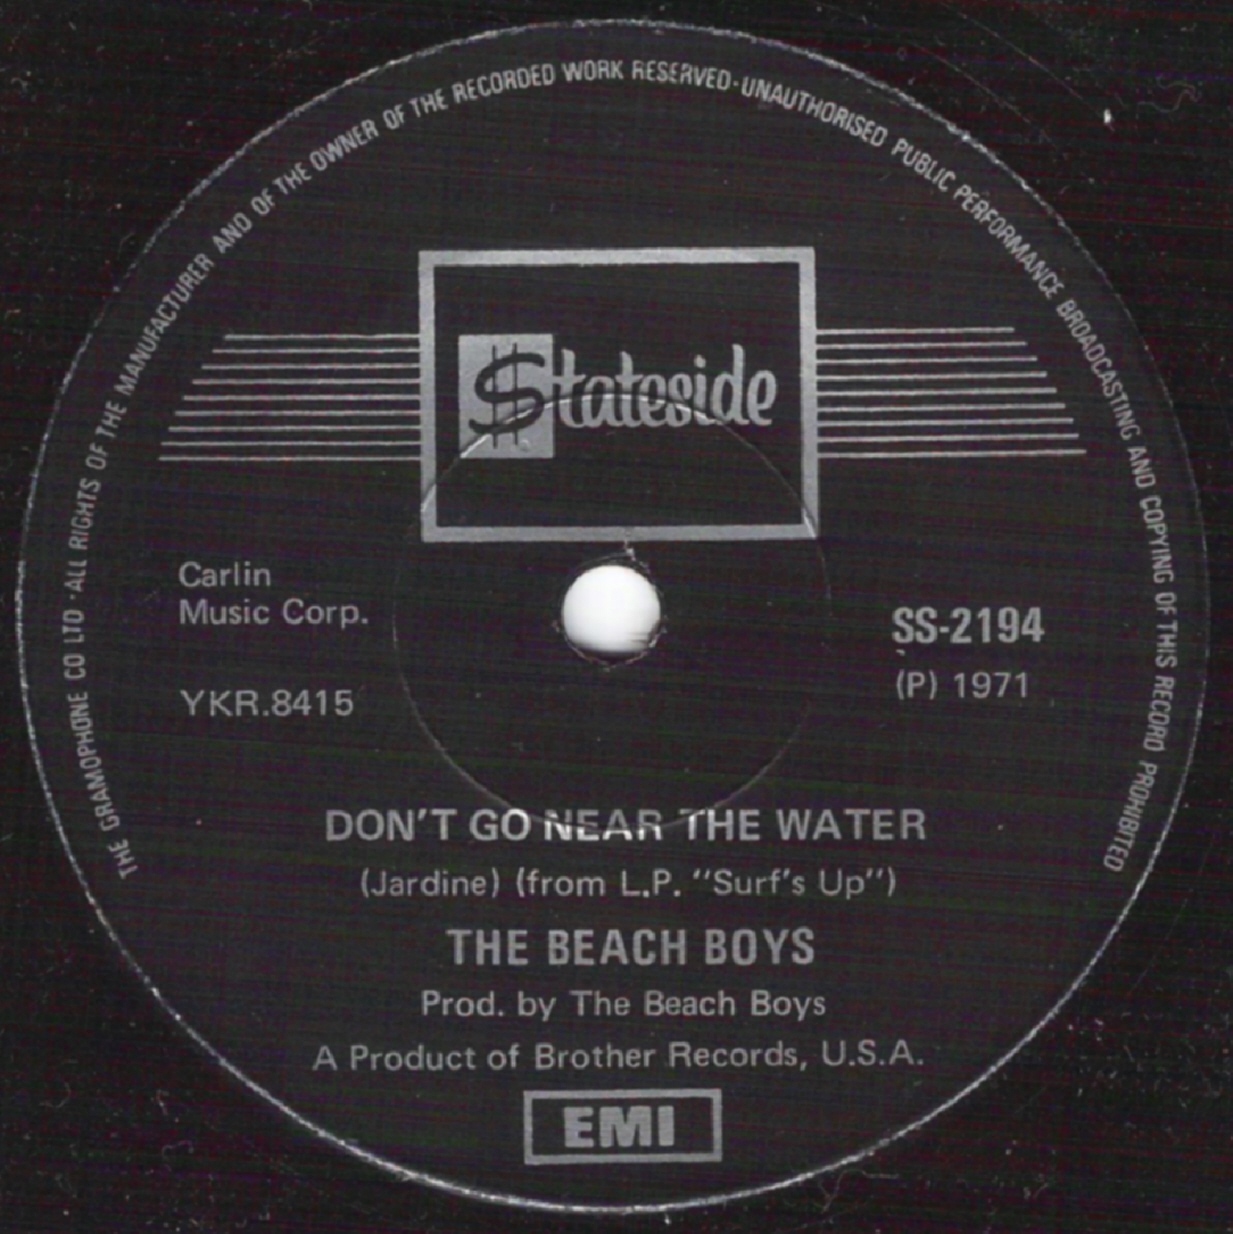 THE GRAMOPHONE CO LTD · ALL RIGHTS OF THE MANUFACTURER AND OF THE OWNER OF THE RECORDED WORK RESERVED · UNAUTHORISED PUBLIC PERFORMANCE BROADCASTING AND COPYING OF THIS RECORD PROHIBITED
Stateside
Carlin
Music Corp.
YKR.8415
SS-2194
(P) 1971
DON'T GO NEAR THE WATER
(Jardine) (from L.P. "Surf's Up")
THE BEACH BOYS
Prod. by The Beach Boys
A Product of Brother Records, U.S.A.
EMI